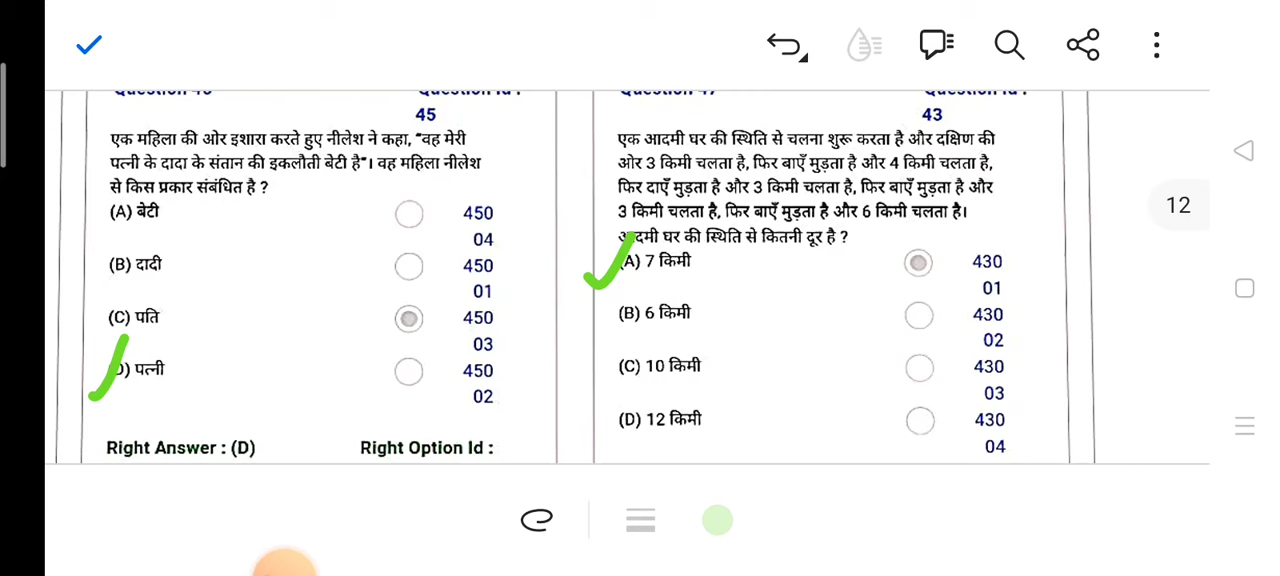 45
एक महिला की ओर इशारा करते हुए नीलेश ने कहा, "वह मेरी
पत्नी के दादा के संतान की इकलौती बेटी है"। वह महिला नीलेश
से किस प्रकार संबंधित है ?
(A) बेटी 450
04
(B) दादी 450
01
(C) पति 450
03
(D) पत्नी 450
02
Right Answer : (D) Right Option Id :
43
एक आदमी घर की स्थिति से चलना शुरू करता है और दक्षिण की
ओर 3 किमी चलता है, फिर बाएँ मुड़ता है और 4 किमी चलता है,
फिर दाएँ मुड़ता है और 3 किमी चलता है, फिर बाएँ मुड़ता है और
3 किमी चलता है, फिर बाएँ मुड़ता है और 6 किमी चलता है।
आदमी घर की स्थिति से कितनी दूर है ?
(A) 7 किमी 430
01
(B) 6 किमी 430
02
(C) 10 किमी 430
03
(D) 12 किमी 430
04
12